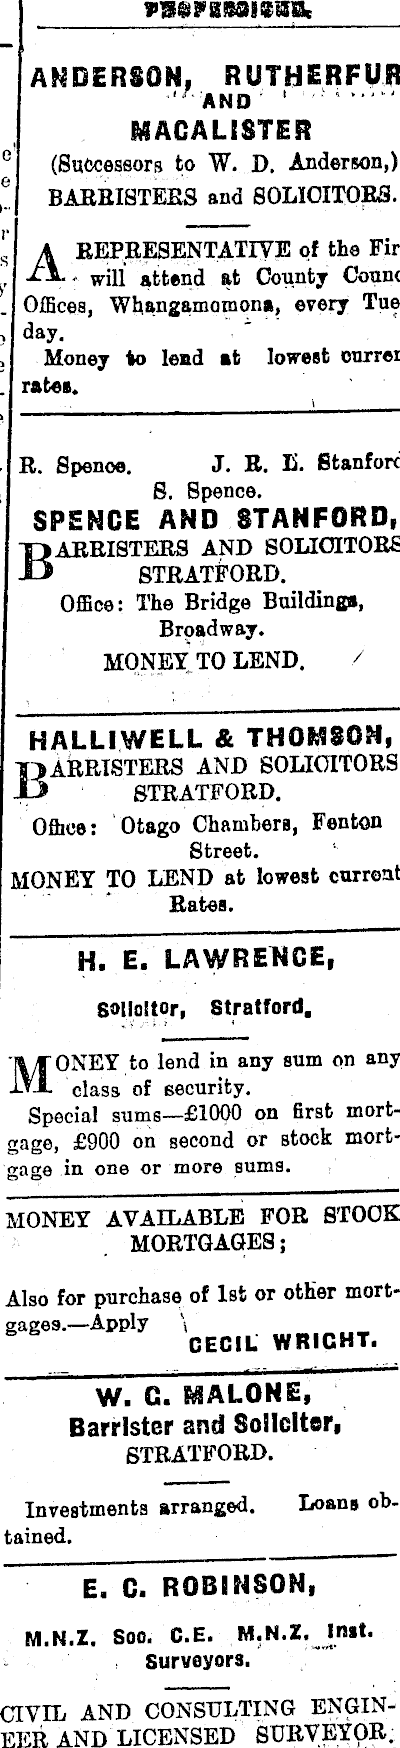 PROFESSIONAL
ANDERSON, RUTHERFUR
AND
MACALISTER
(Successors to W. D. Anderson,)
BARRISTERS and SOLICITORS.
A REPRESENTATIVE of the Fir
will attend at County Counc
Offices, Whangamomona, every Tue
day.
Money to lend at lowest currer
rates.
R. Spence. J. R. E. Stanford
S. Spence.
SPENCE AND STANFORD,
BARRISTERS AND SOLICITORS
STRATFORD.
Office: The Bridge Buildings,
Broadway.
MONEY TO LEND.
HALLIWELL & THOMSON,
BARRISTERS AND SOLICITORS
STRATFORD.
Office: Otago Chambers, Fenton
Street.
MONEY TO LEND at lowest current
Rates.
H. E. LAWRENCE,
Solicitor, Stratford.
MONEY to lend in any sum on any
class of security.
Special sums—£1000 on first mort-
gage, £900 on second or stock mort-
gage in one or more sums.
MONEY AVAILABLE FOR STOCK
MORTGAGES;
Also for purchase of 1st or other mort-
gages.—Apply
CECIL WRIGHT.
W. G. MALONE,
Barrister and Solicitor,
STRATFORD.
Investments arranged. Loans ob-
tained.
E. C. ROBINSON,
M.N.Z. Soc. C.E. M.N.Z. Inst.
Surveyors.
CIVIL AND CONSULTING ENGIN-
EER AND LICENSED SURVEYOR.